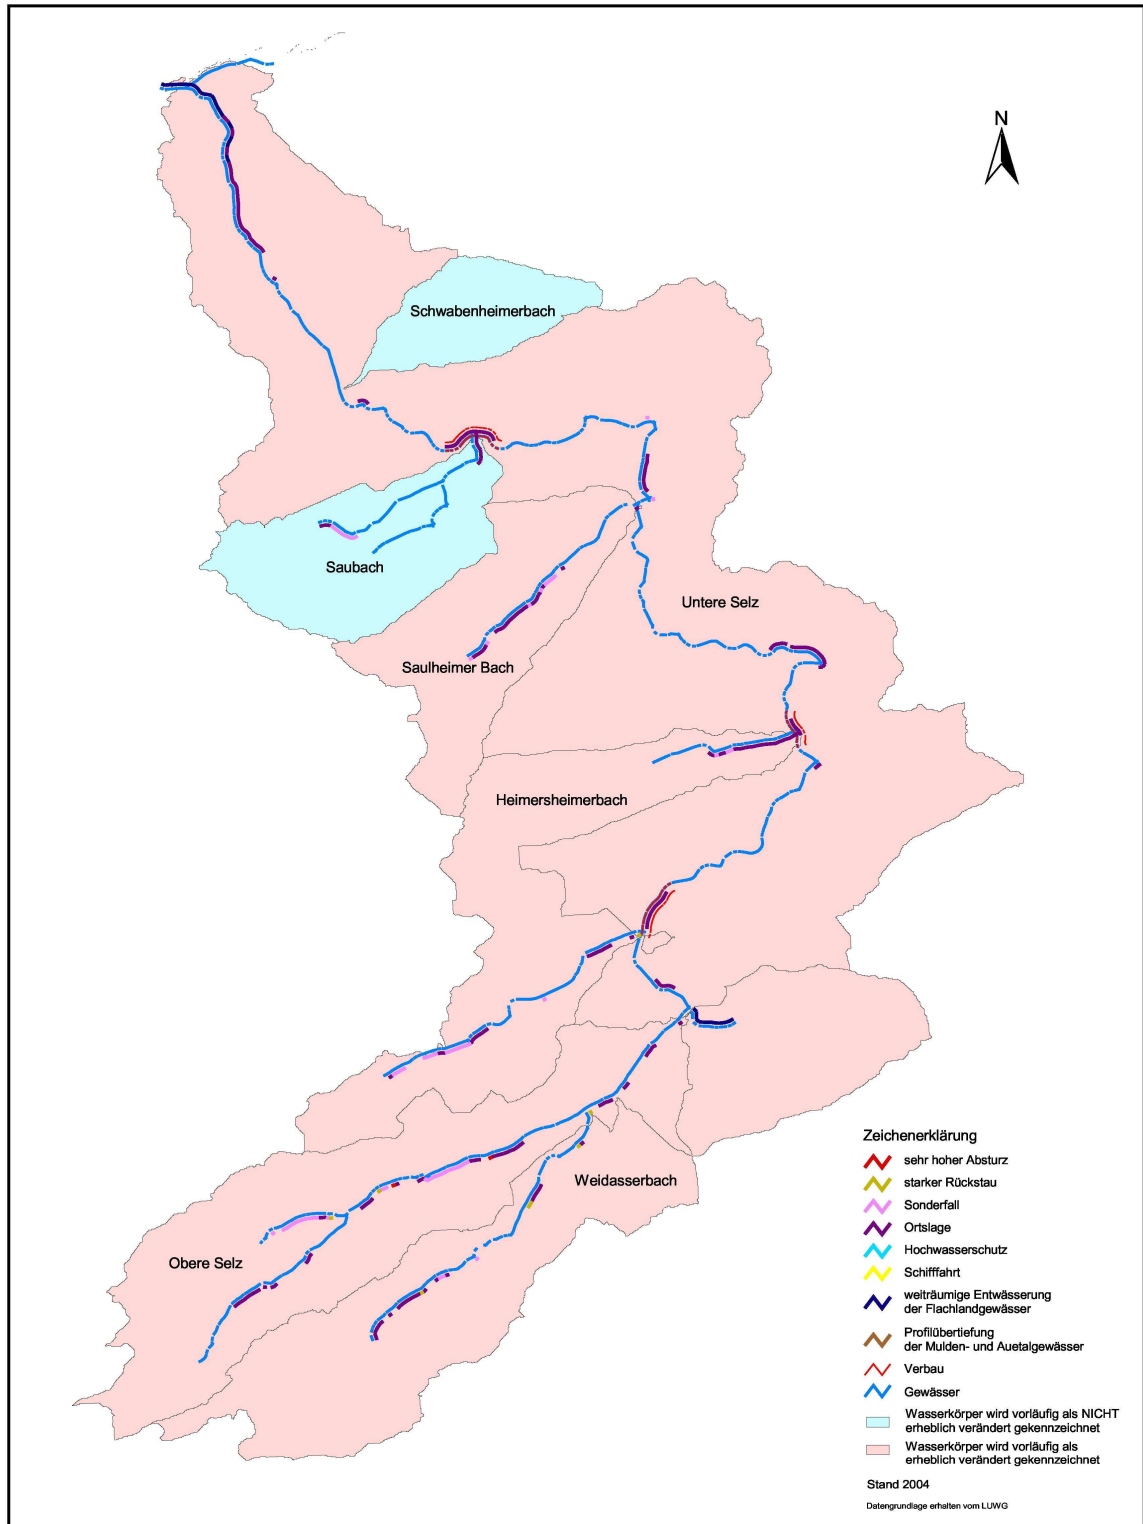 N
Schwabenheimerbach
Saubach
Untere Selz
Saulheimer Bach
Heimersheimerbach
Weidasserbach
Obere Selz
Zeichenerklärung
sehr hoher Absturz
starker Rückstau
Sonderfall
Ortslage
Hochwasserschutz
Schifffahrt
weiträumige Entwässerung
der Flachlandgewässer
Profilübertiefung
der Mulden- und Auetalgewässer
Verbau
Gewässer
Wasserkörper wird vorläufig als NICHT
erheblich verändert gekennzeichnet
Wasserkörper wird vorläufig als
erheblich verändert gekennzeichnet
Stand 2004
Datengrundlage erhalten vom LUWG